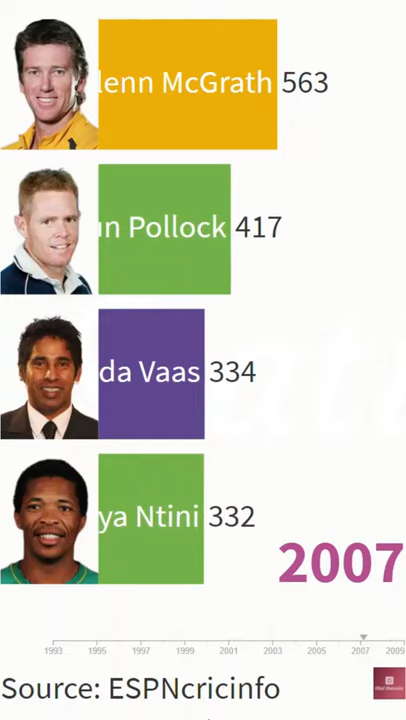 lenn McGrath 563
un Pollock 417
da Vaas 334
ya Ntini 332
2007
1993 1995 1997 1999 2001 2003 2005 2007 2009
Source: ESPNcricinfo